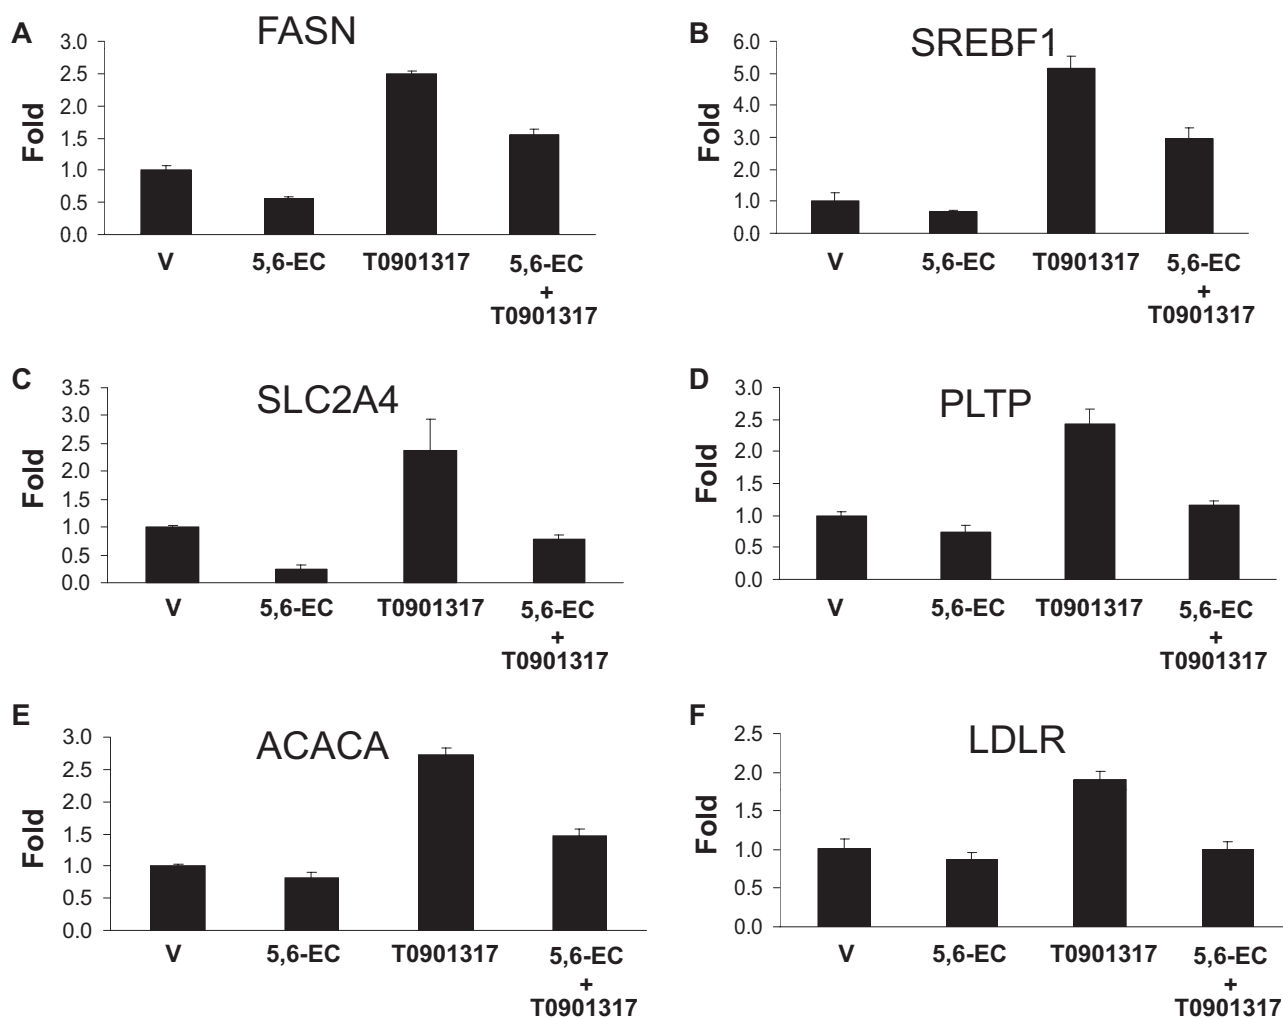 A
FASN
3.0
2.5
2.0
1.5
1.0
0.5
0.0
Fold
V
5,6-EC
T0901317
5,6-EC
+
T0901317
B
SREBF1
6.0
5.0
4.0
3.0
2.0
1.0
0.0
Fold
V
5,6-EC
T0901317
5,6-EC
+
T0901317
C
SLC2A4
3.5
3.0
2.5
2.0
1.5
1.0
0.5
0.0
Fold
V
5,6-EC
T0901317
5,6-EC
+
T0901317
D
PLTP
3.0
2.5
2.0
1.5
1.0
0.5
0.0
Fold
V
5,6-EC
T0901317
5,6-EC
+
T0901317
E
ACACA
3.0
2.5
2.0
1.5
1.0
0.5
0.0
Fold
V
5,6-EC
T0901317
5,6-EC
+
T0901317
F
LDLR
2.5
2.0
1.5
1.0
0.5
0.0
Fold
V
5,6-EC
T0901317
5,6-EC
+
T0901317